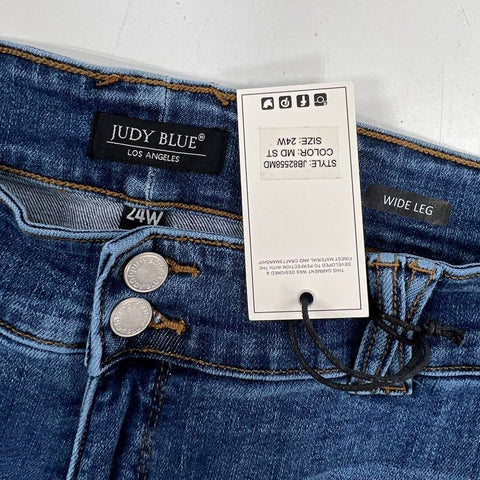 JUDY BLUE®
LOS ANGELES
24W
WIDE LEG
STYLE: JB82558MD
COLOR: MD ST
SIZE: 24W
THIS GARMENT WAS DESIGNED &
DEVELOPED TO PERFECTION WITH THE
FINEST MATERIAL AND CRAFTSMANSHIP